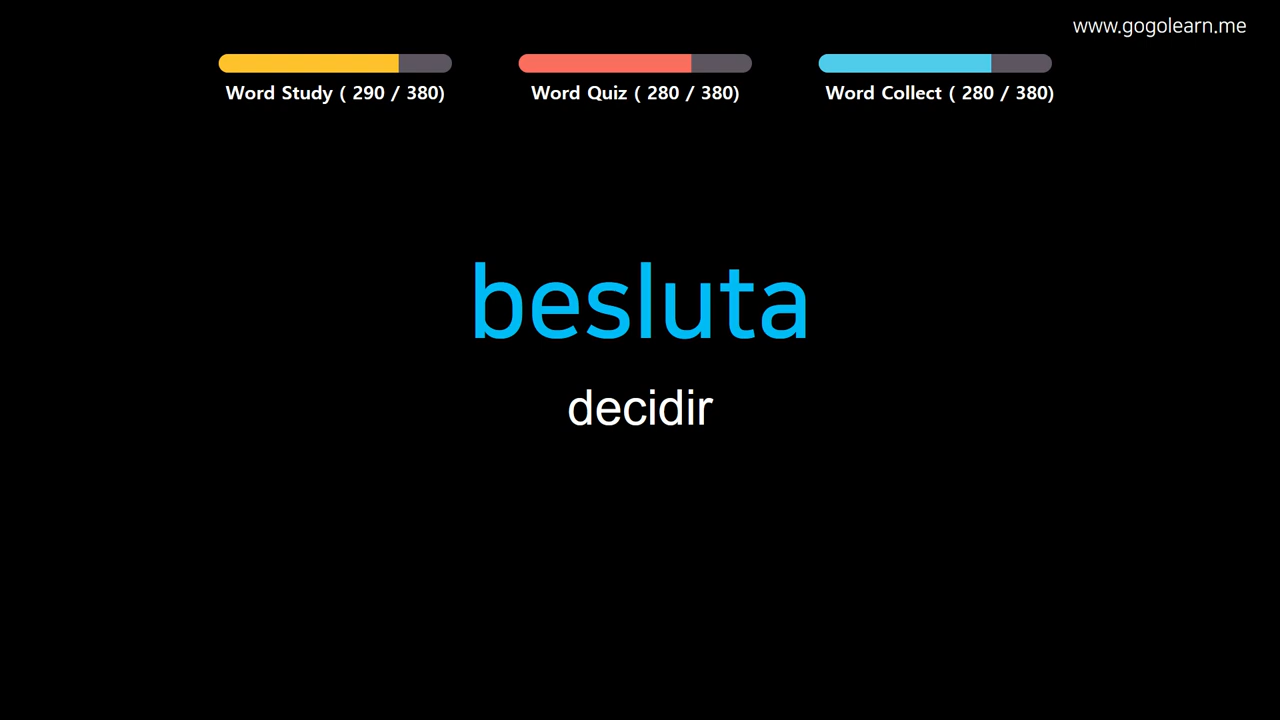 www.gogolearn.me
Word Study ( 290 / 380)
Word Quiz ( 280 / 380)
Word Collect ( 280 / 380)
besluta
decidir